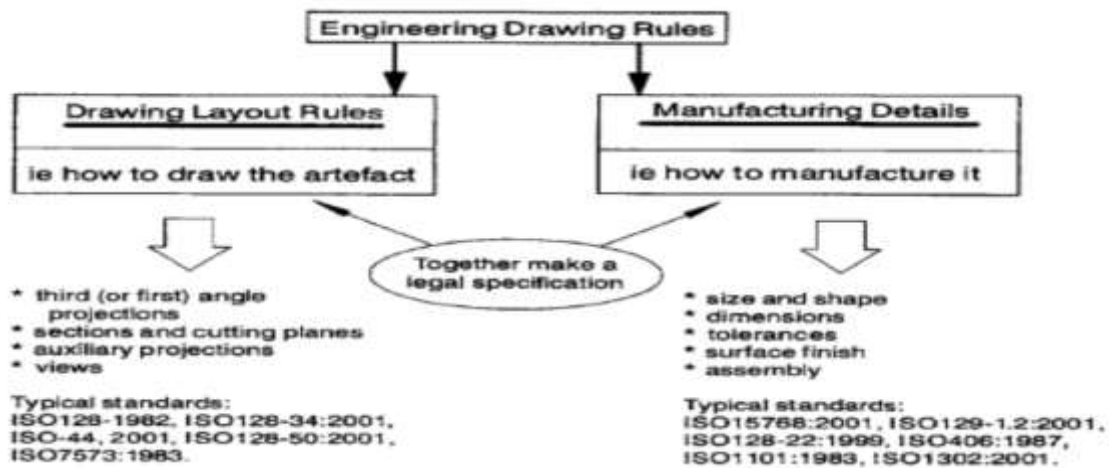 Engineering Drawing Rules
Drawing Layout Rules
ie how to draw the artefact
Manufacturing Details
ie how to manufacture it
Together make a
legal specification
* third (or first) angle
projections
* sections and cutting planes
* auxiliary projections
* views
Typical standards:
ISO128-1982, ISO128-34:2001,
ISO-44, 2001, ISO128-50:2001,
ISO7573:1983.
* size and shape
* dimensions
* tolerances
* surface finish
* assembly
Typical standards:
ISO15768:2001, ISO129-1.2:2001,
ISO128-22:1999, ISO406:1987,
ISO1101:1983, ISO1302:2001.